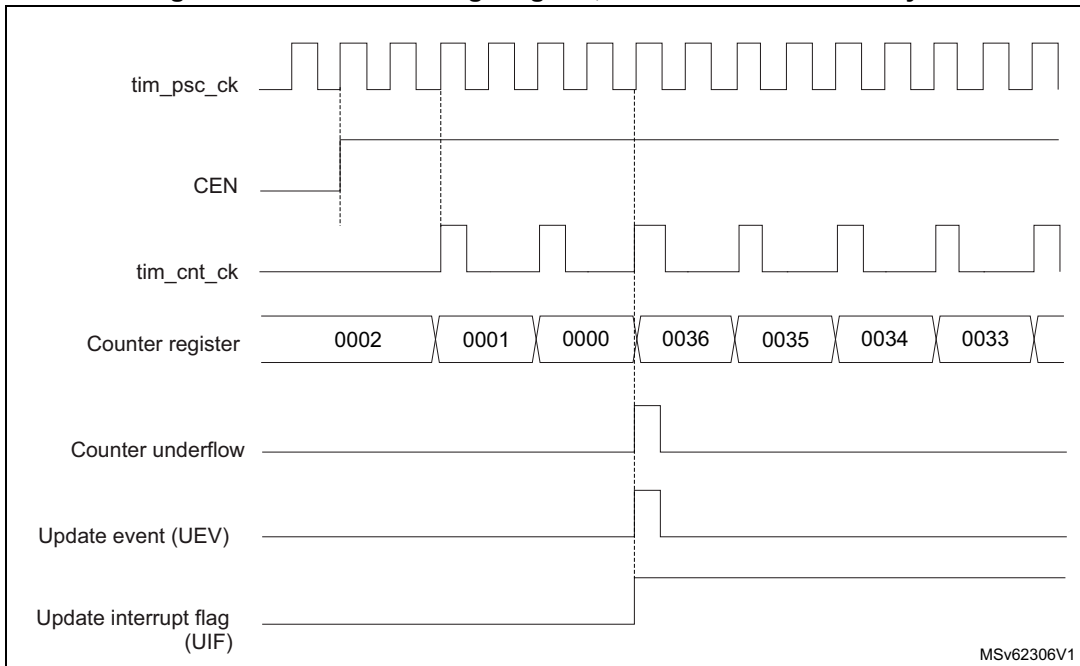 tim_psc_ck
CEN
tim_cnt_ck
Counter register 0002 0001 0000 0036 0035 0034 0033
Counter underflow
Update event (UEV)
Update interrupt flag
(UIF)
MSv62306V1